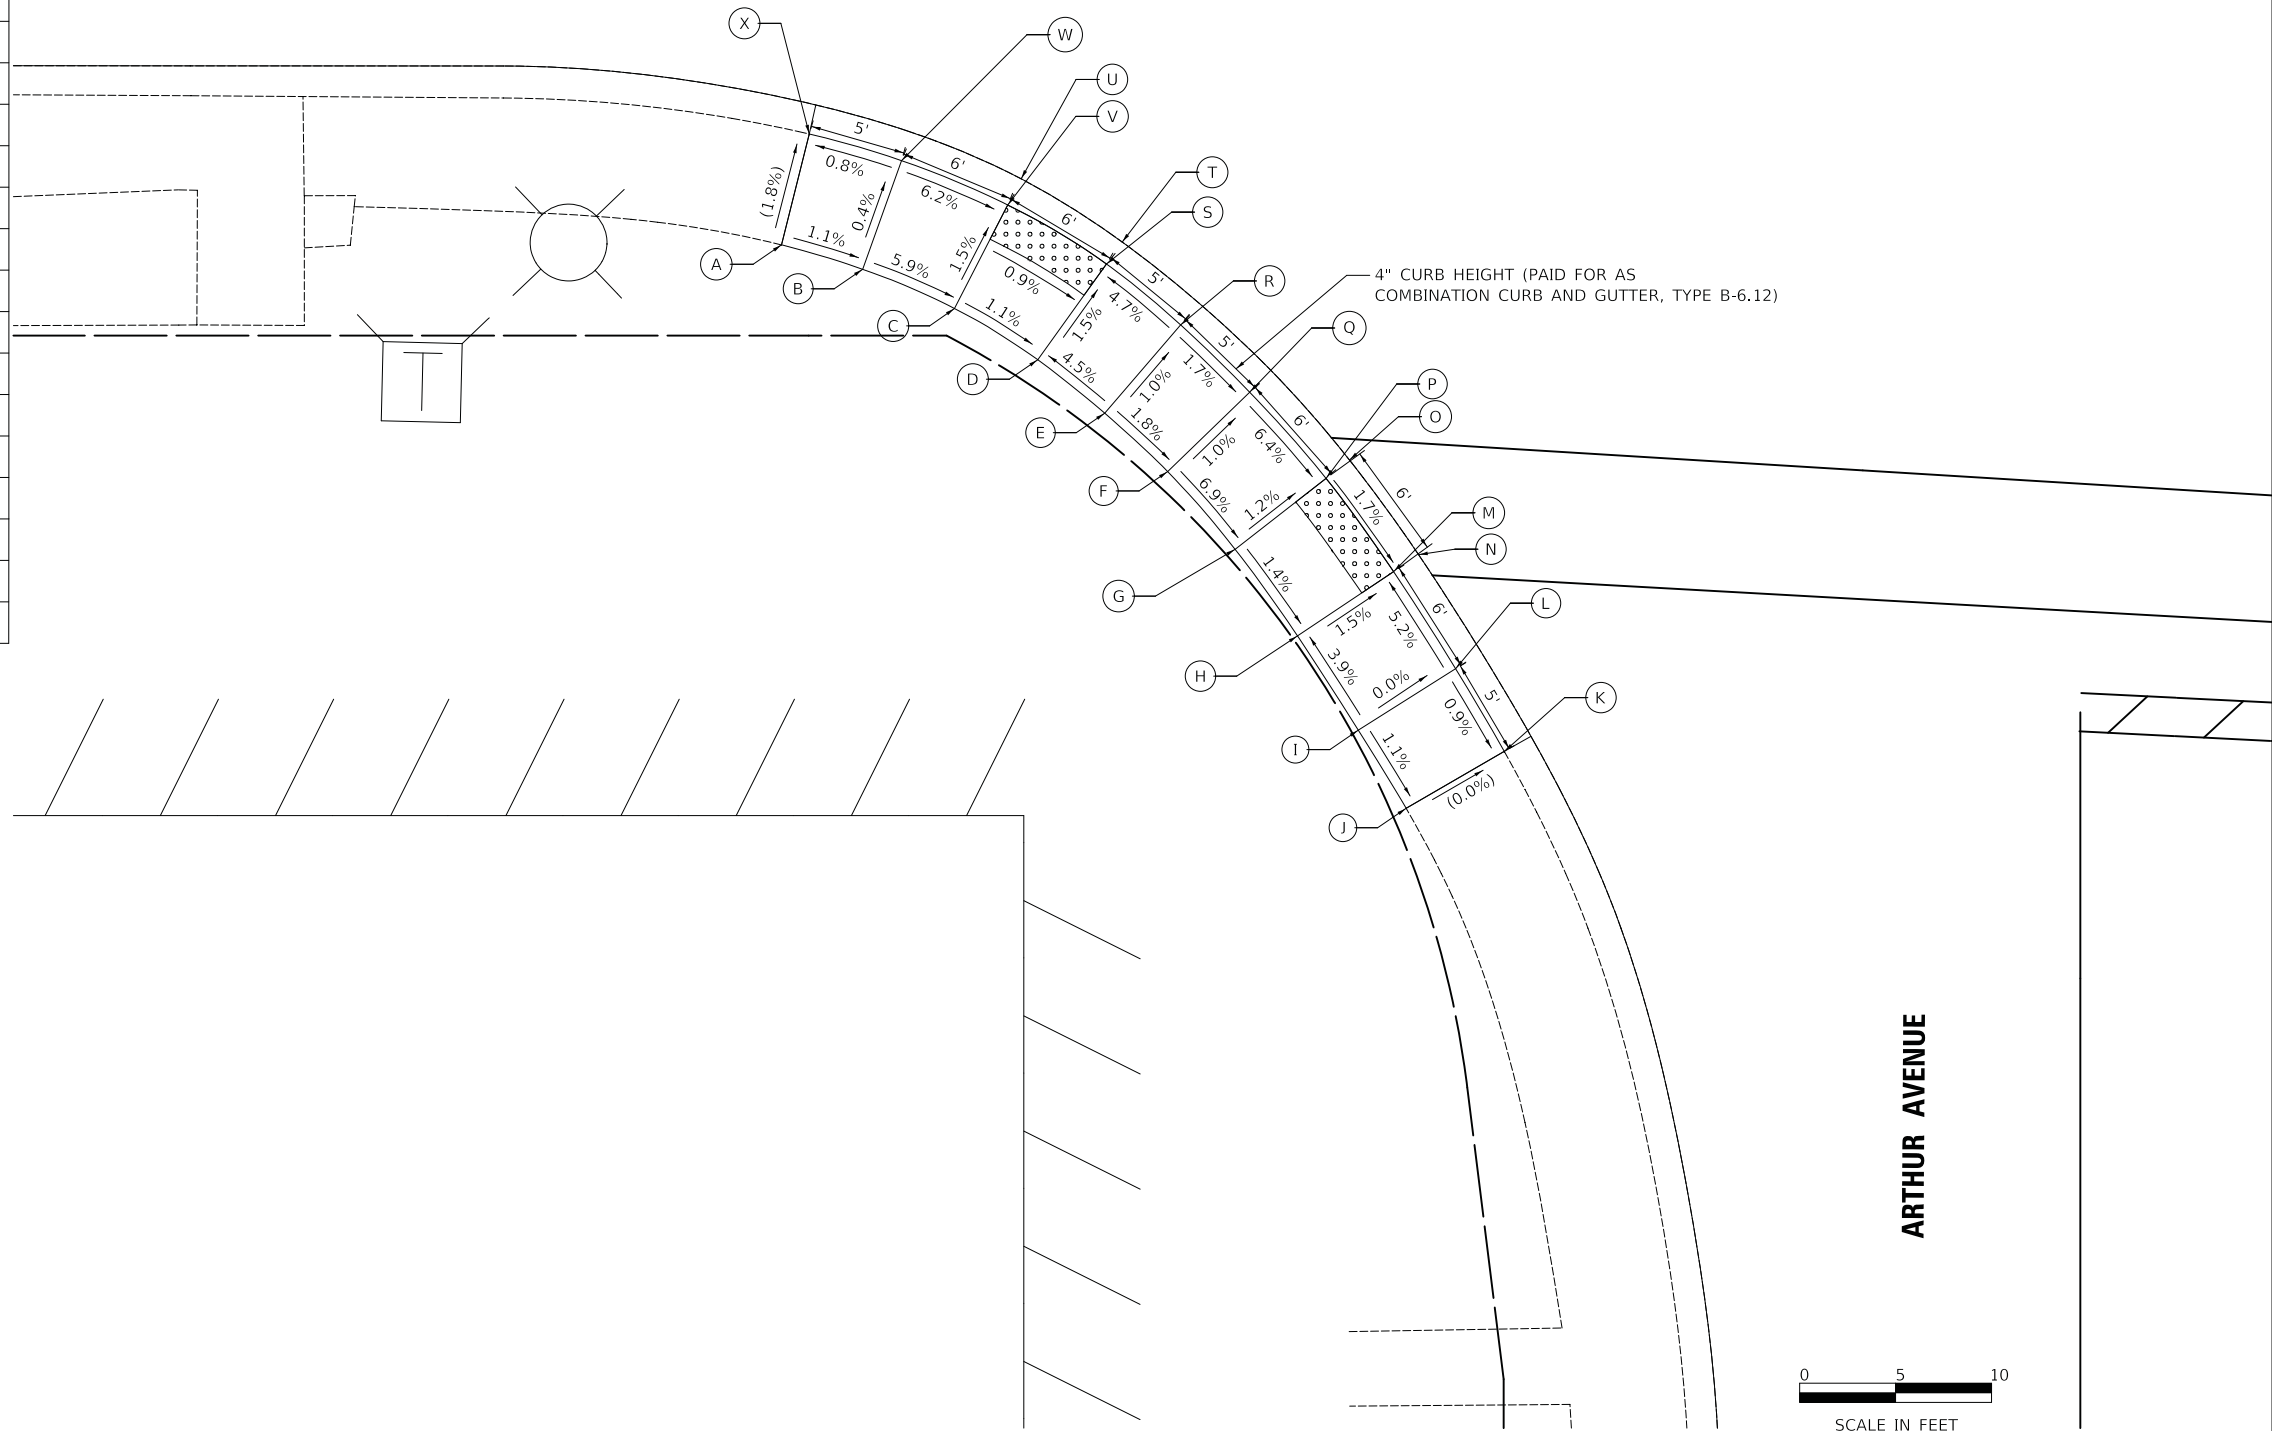 X
W
U
V
T
S
R
4" CURB HEIGHT (PAID FOR AS
COMBINATION CURB AND GUTTER, TYPE B-6.12)
Q
P
O
M
N
L
K
A
B
C
D
E
F
G
H
I
J
5'
6'
6'
5'
5'
6'
6'
6'
5'
(1.8%)
0.8%
0.4%
1.1%
6.2%
5.9%
1.5%
0.9%
1.1%
1.5%
4.7%
4.5%
1.0%
1.7%
1.8%
1.0%
6.4%
6.9%
1.2%
1.7%
1.4%
1.5%
5.2%
3.9%
0.0%
0.9%
1.1%
(0.0%)
T
ARTHUR AVENUE
0 5 10
SCALE IN FEET